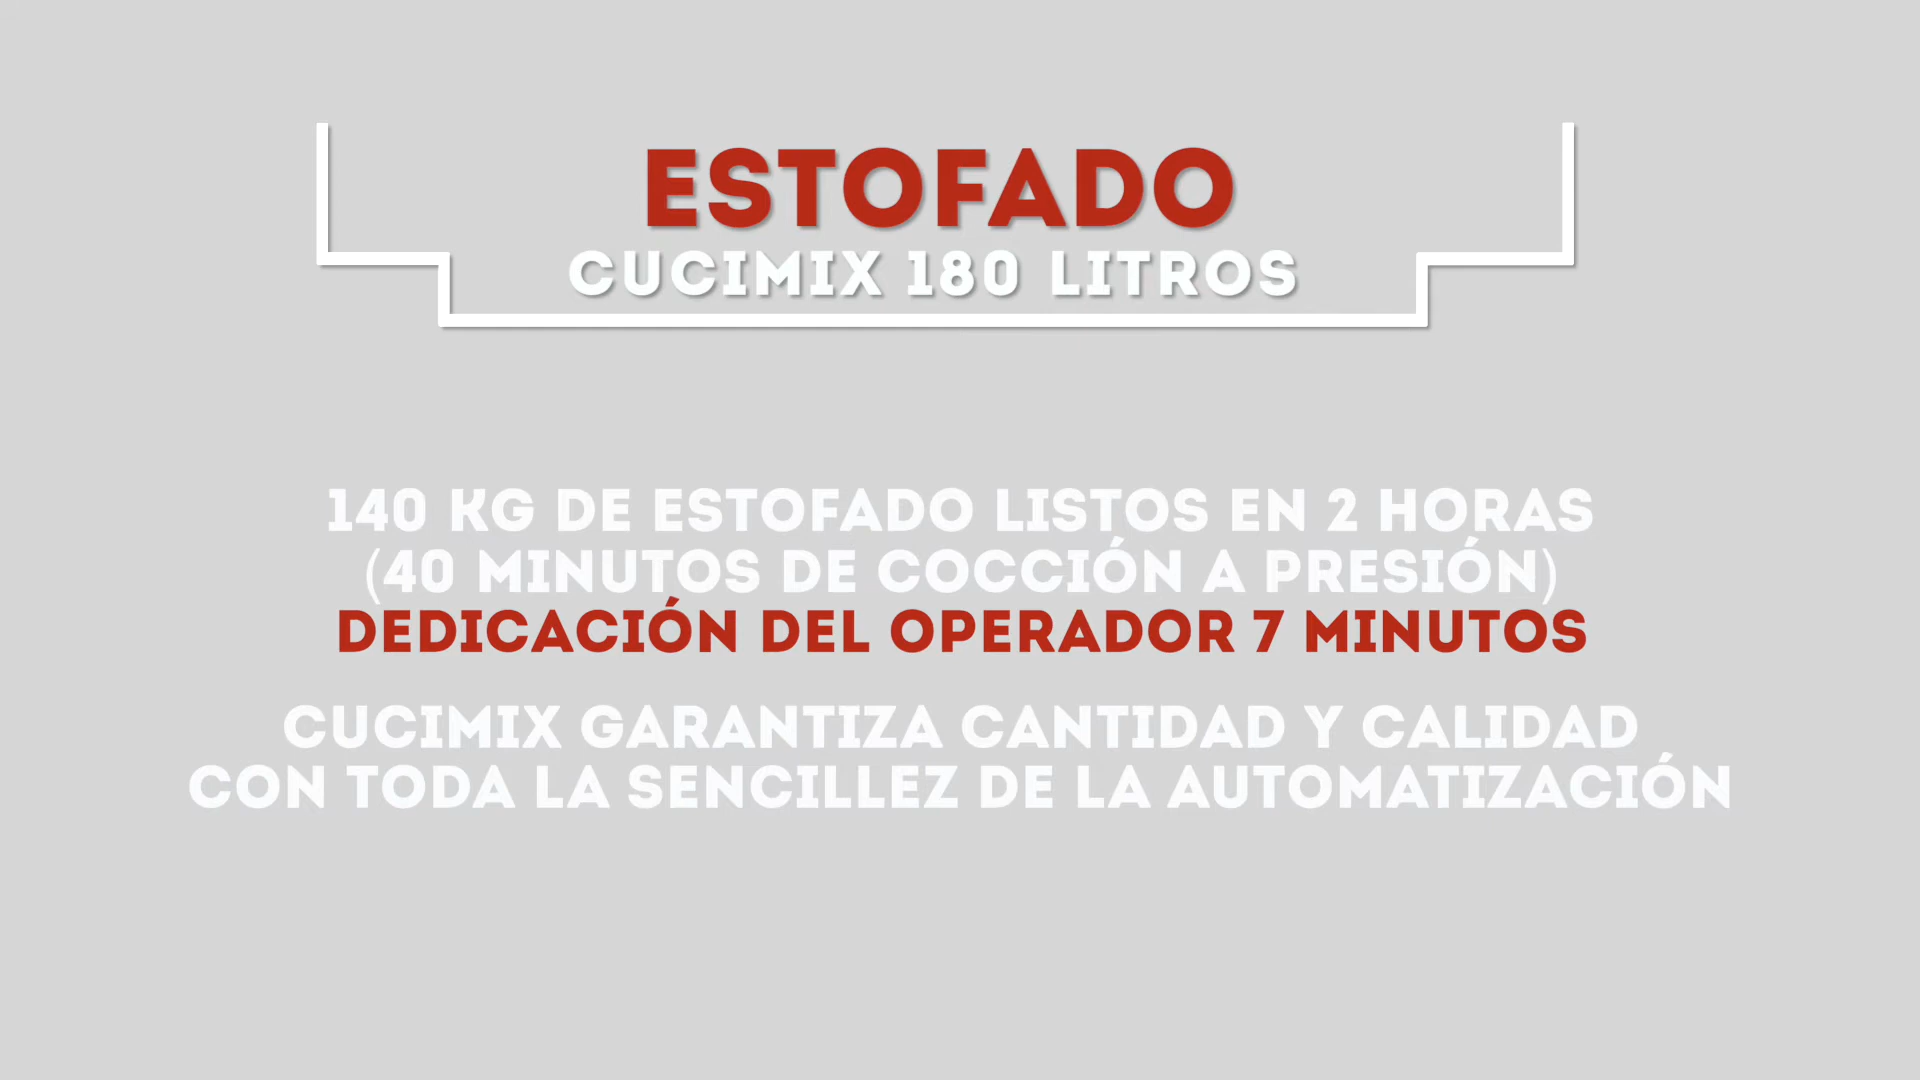 ESTOFADO
CUCIMIX 180 LITROS
140 KG DE ESTOFADO LISTOS EN 2 HORAS
(40 MINUTOS DE COCCIÓN A PRESIÓN)
DEDICACIÓN DEL OPERADOR 7 MINUTOS
CUCIMIX GARANTIZA CANTIDAD Y CALIDAD
CON TODA LA SENCILLEZ DE LA AUTOMATIZACIÓN